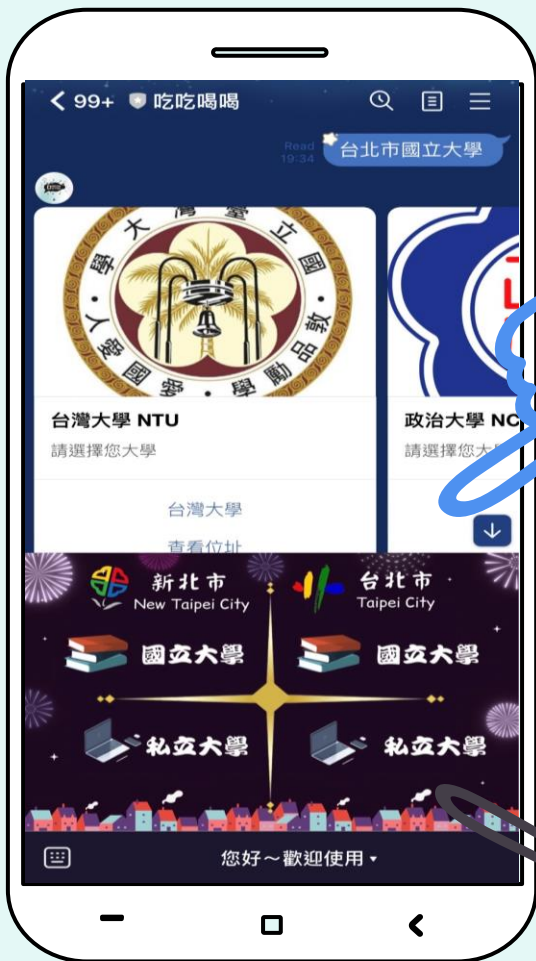 99+ 吃吃喝喝
Read
19:34
台北市國立大學
國立臺灣大學
敦品勵學 · 愛國愛人
台灣大學 NTU
請選擇您大學
台灣大學
查看位址
政治大學 NC
請選擇您大
新北市
New Taipei City
台北市
Taipei City
國立大學
國立大學
私立大學
私立大學
您好～歡迎使用